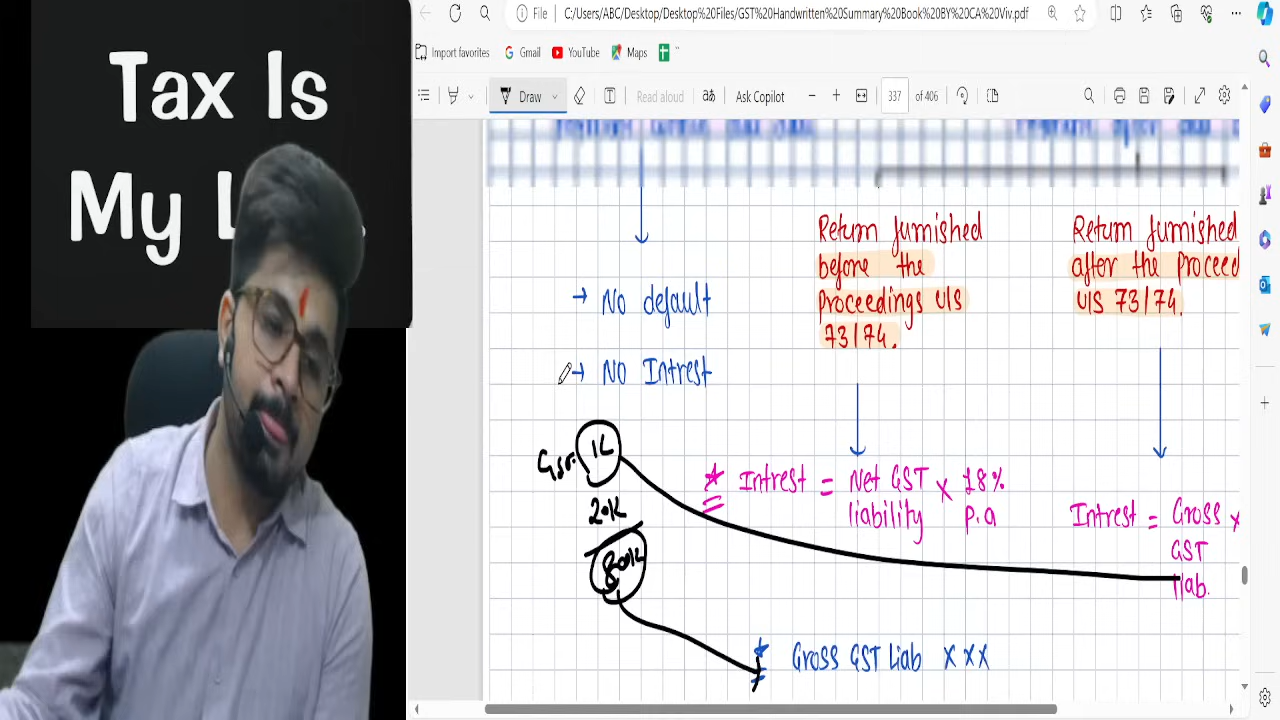 Tax Is
My L
File C:/Users/ABC/Desktop/Desktop%20Files/GST%20Handwritten%20Summary%20Book%20BY%20CA%20Viv.pdf
Import favorites Gmail YouTube Maps
Draw Read aloud Ask Copilot 337 of 406
Return furnished
before the
Proceedings U/S
73/74.
Return furnished
after the Proceed
U/S 73/74.
→ No default
→ No Intrest
* Intrest = Net GST liability × 18% p.a
Intrest = Gross ×
GST
liab.
Gst. 1L
20K
800K
* Gross GST Liab XXX